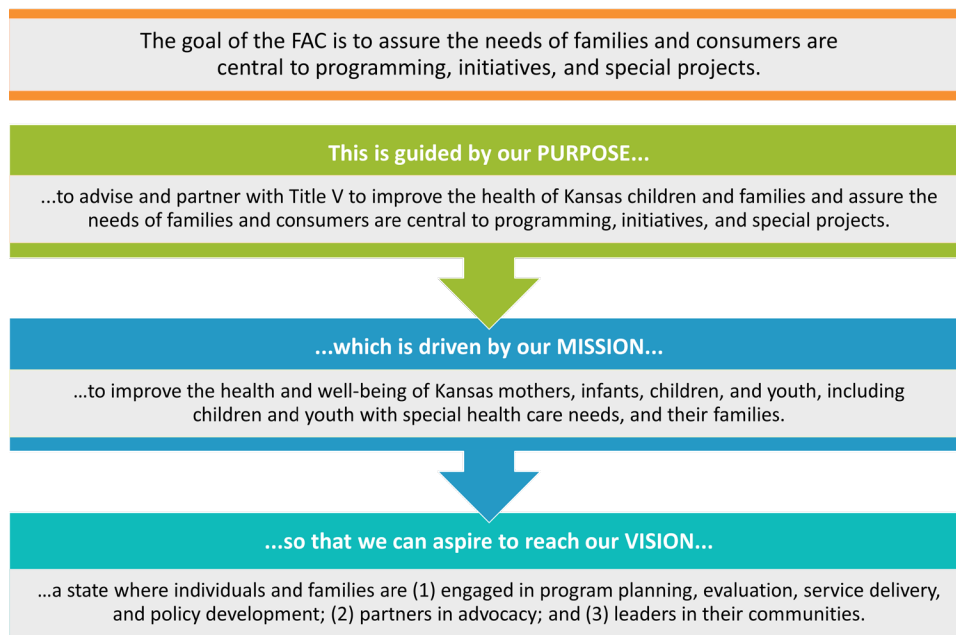 The goal of the FAC is to assure the needs of families and consumers are
central to programming, initiatives, and special projects.
This is guided by our PURPOSE...
...to advise and partner with Title V to improve the health of Kansas children and families and assure the
needs of families and consumers are central to programming, initiatives, and special projects.
...which is driven by our MISSION...
...to improve the health and well-being of Kansas mothers, infants, children, and youth, including
children and youth with special health care needs, and their families.
...so that we can aspire to reach our VISION...
...a state where individuals and families are (1) engaged in program planning, evaluation, service delivery,
and policy development; (2) partners in advocacy; and (3) leaders in their communities.